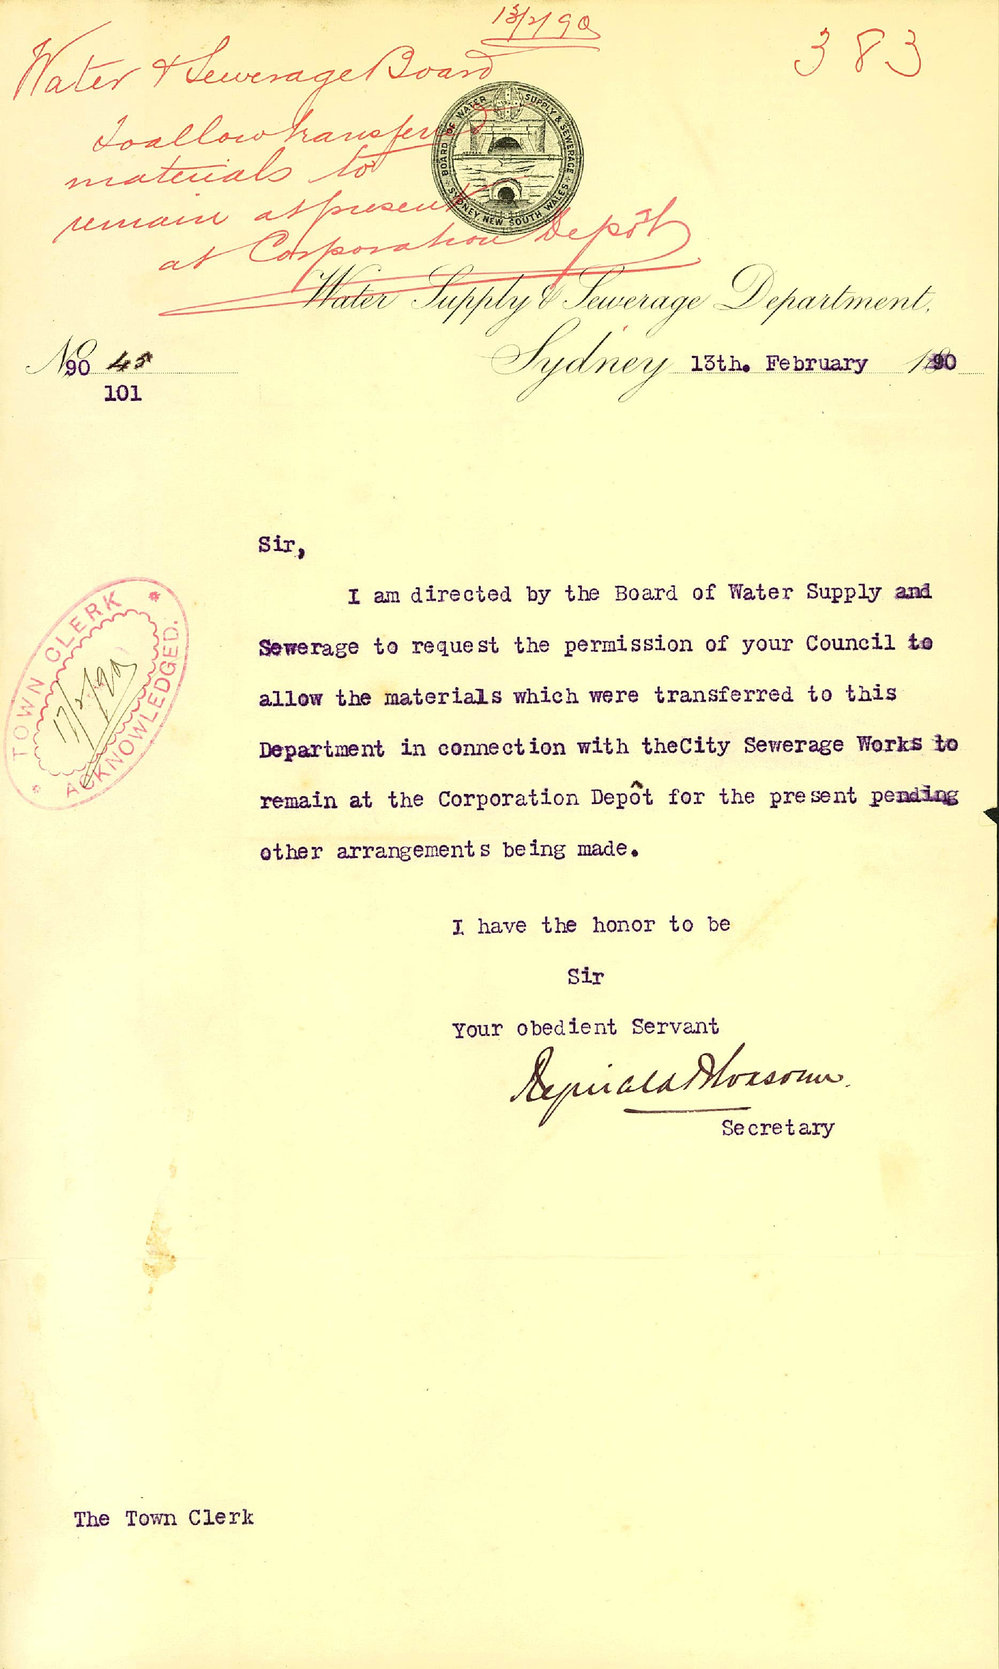 13/2/90
383
Water & Sewerage Board
To allow transferred
materials to
remain at present
at Corporation Depôt
BOARD OF WATER SUPPLY & SEWERAGE
SYDNEY, NEW SOUTH WALES
Water Supply & Sewerage Department,
No 90 45
101
Sydney 13th. February 1890
Sir,
I am directed by the Board of Water Supply and
Sewerage to request the permission of your Council to
allow the materials which were transferred to this
Department in connection with theCity Sewerage Works to
remain at the Corporation Depôt for the present pending
other arrangements being made.
TOWN CLERK
17/2/90
ACKNOWLEDGED.
I have the honor to be
Sir
Your obedient Servant
Reginald
Secretary
The Town Clerk